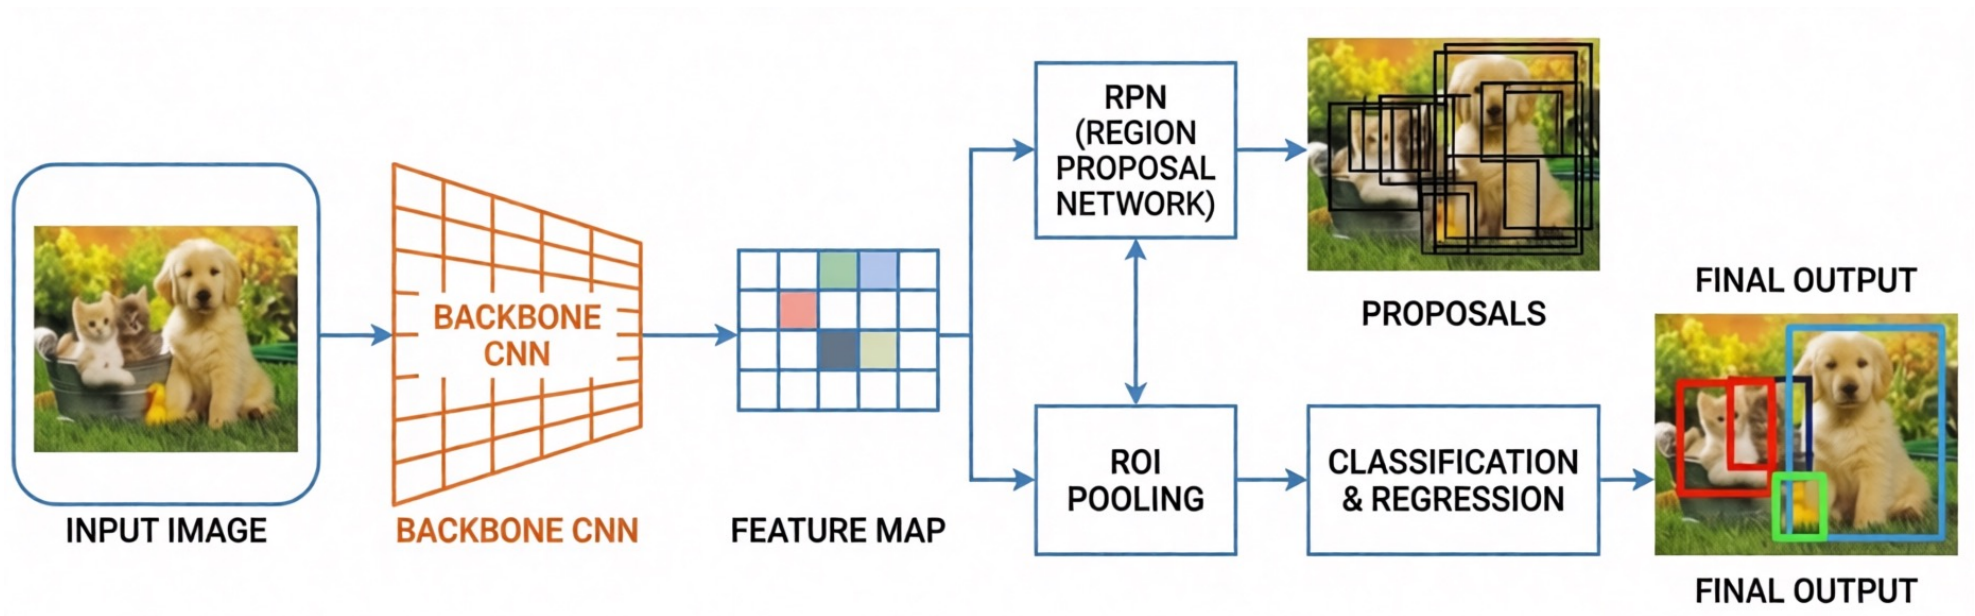 INPUT IMAGE
BACKBONE
CNN
BACKBONE CNN
FEATURE MAP
RPN
(REGION
PROPOSAL
NETWORK)
PROPOSALS
ROI
POOLING
CLASSIFICATION
& REGRESSION
FINAL OUTPUT
FINAL OUTPUT